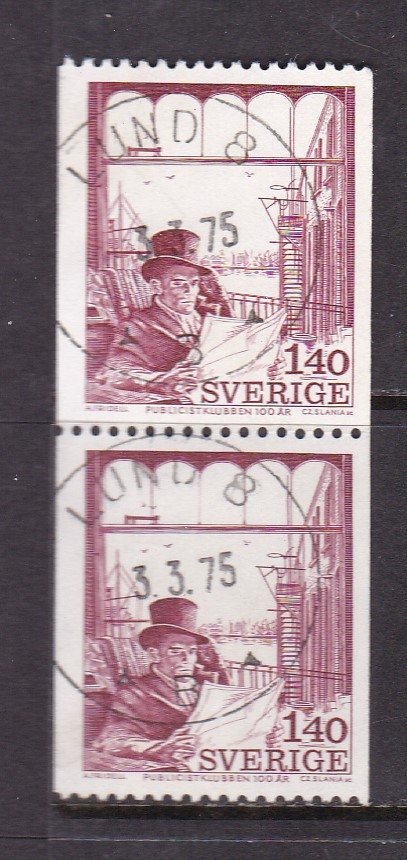 LUND 8
3.3.75
1.40
SVERIGE
A.FRIDELL PUBLICISTKLUBBEN 100 ÅR CZ.SLANIA SC
LUND 8
3.3.75
1.40
SVERIGE
A.FRIDELL PUBLICISTKLUBBEN 100 ÅR CZ.SLANIA SC